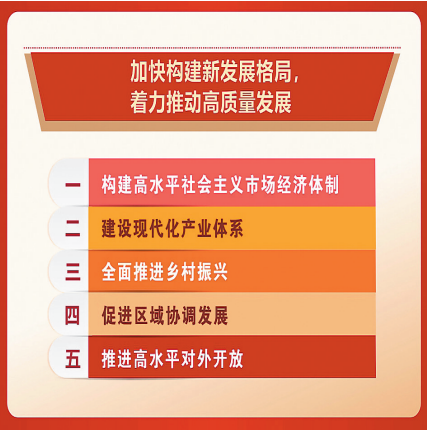 加快构建新发展格局，
着力推动高质量发展
一 构建高水平社会主义市场经济体制
二 建设现代化产业体系
三 全面推进乡村振兴
四 促进区域协调发展
五 推进高水平对外开放